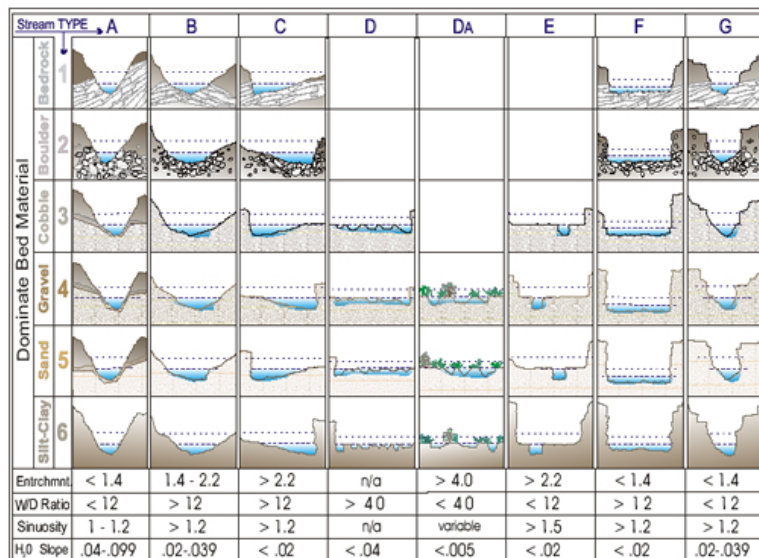 Stream TYPE A B C D DA E F G
Dominate Bed Material
Bedrock 1
Boulder 2
Cobble 3
Gravel 4
Sand 5
Slit-Clay 6
Entrchmnt. < 1.4 1.4 - 2.2 > 2.2 n/a > 4.0 > 2.2 < 1.4 < 1.4
W/D Ratio < 12 > 12 > 12 > 40 < 40 < 12 > 12 < 12
Sinuosity 1 - 1.2 > 1.2 > 1.2 n/a variable > 1.5 > 1.2 > 1.2
H20 Slope .04-.099 .02-.039 < .02 < .04 <.005 < .02 < .02 .02-.039